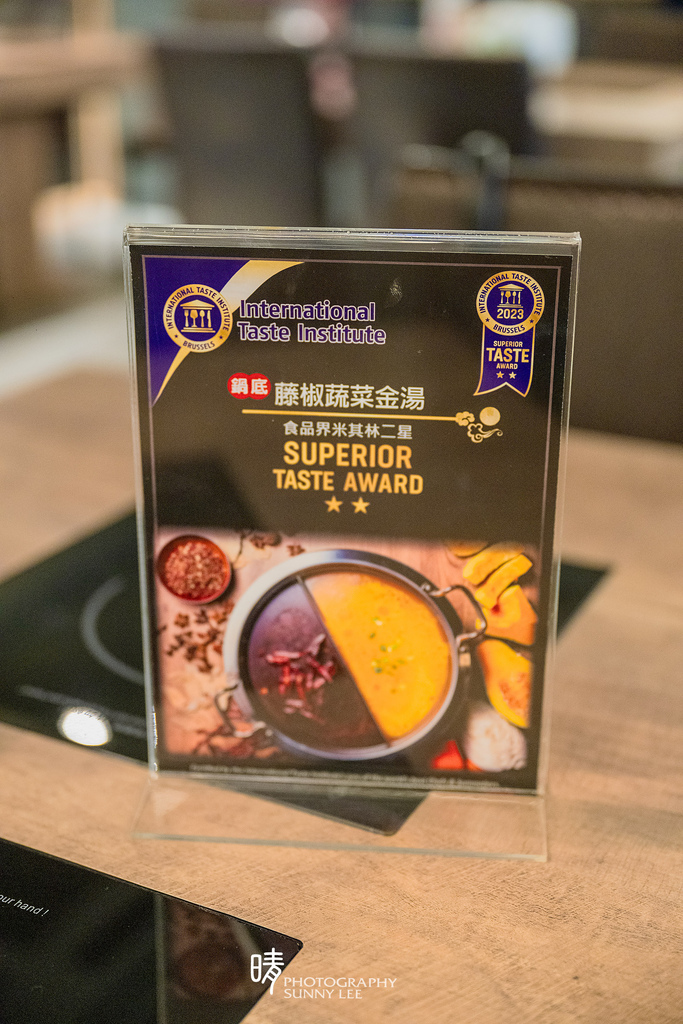 INTERNATIONAL TASTE INSTITUTE
BRUSSELS
International
Taste Institute
INTERNATIONAL TASTE INSTITUTE
2023
BRUSSELS
SUPERIOR
TASTE
AWARD
鍋底 藤椒蔬菜金湯
食品界米其林二星
SUPERIOR
TASTE AWARD
our hand !
晴 PHOTOGRAPHY
SUNNY LEE